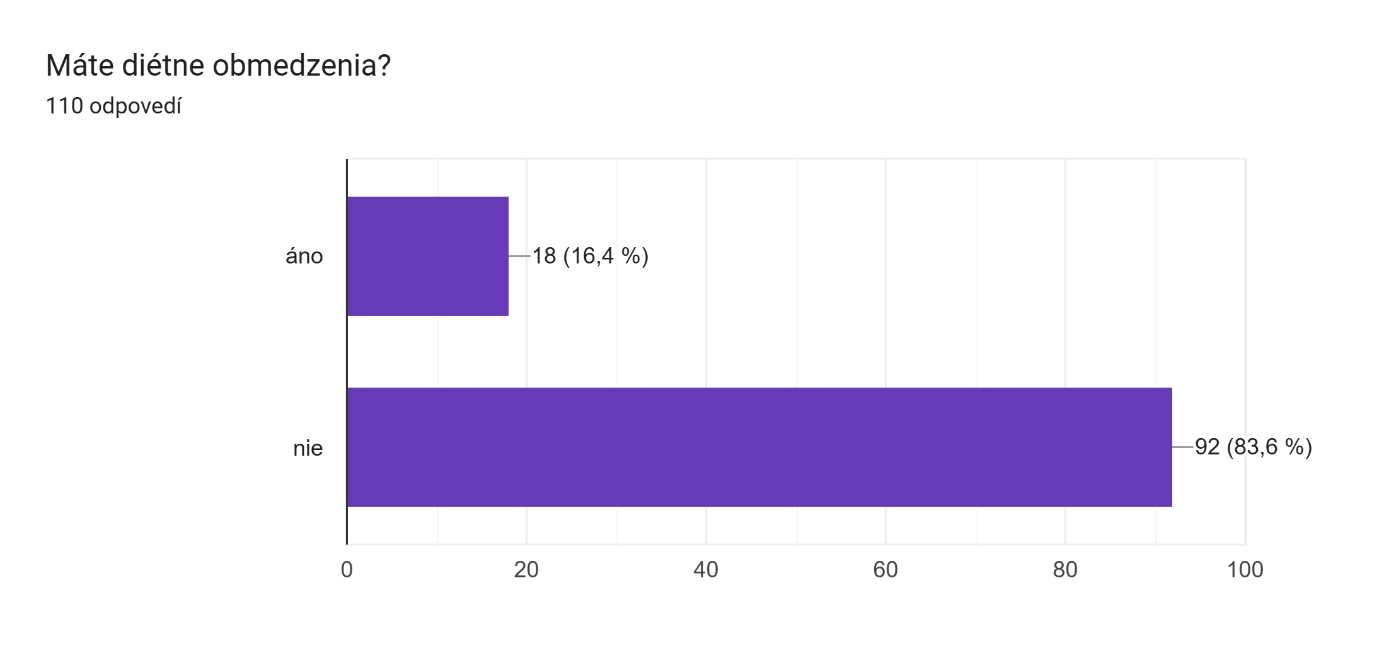 Máte diétne obmedzenia?
110 odpovedí
áno
18 (16,4 %)
nie
92 (83,6 %)
0 20 40 60 80 100